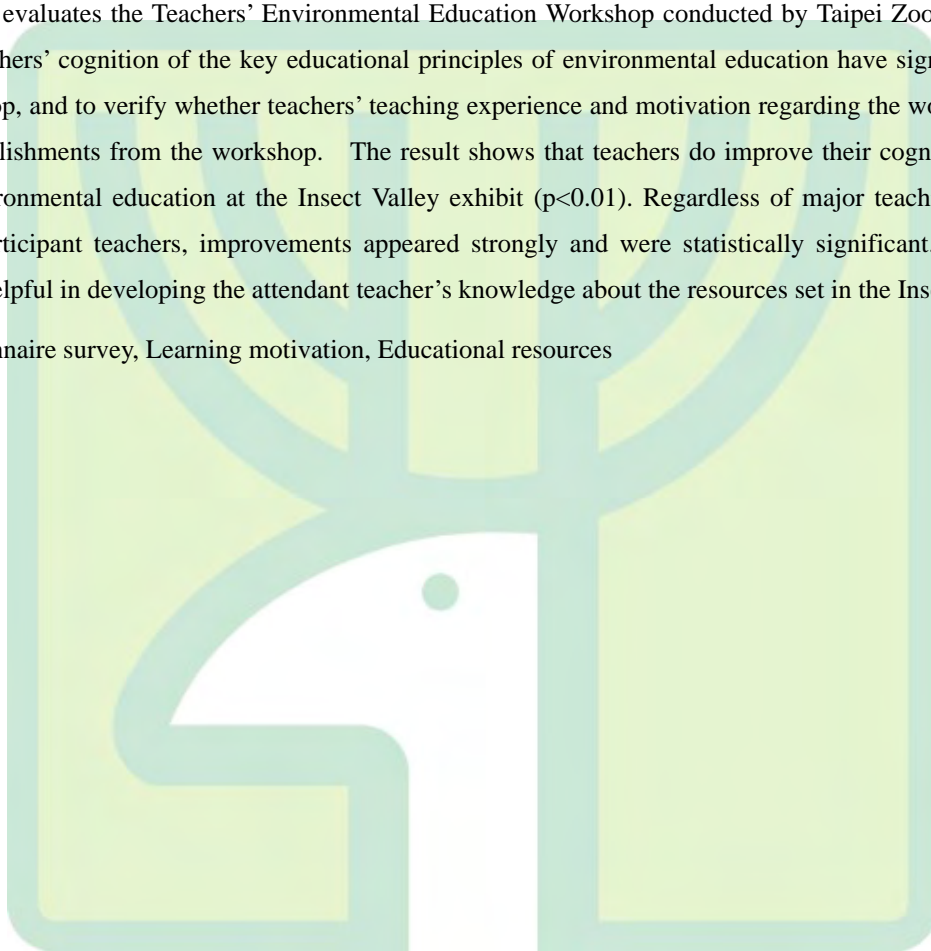 evaluates the Teachers’ Environmental Education Workshop conducted by Taipei Zoo
hers’ cognition of the key educational principles of environmental education have sign
op, and to verify whether teachers’ teaching experience and motivation regarding the wo
lishments from the workshop. The result shows that teachers do improve their cogn
ronmental education at the Insect Valley exhibit (p<0.01). Regardless of major teach
rticipant teachers, improvements appeared strongly and were statistically significant.
elpful in developing the attendant teacher’s knowledge about the resources set in the Ins
nnaire survey, Learning motivation, Educational resources